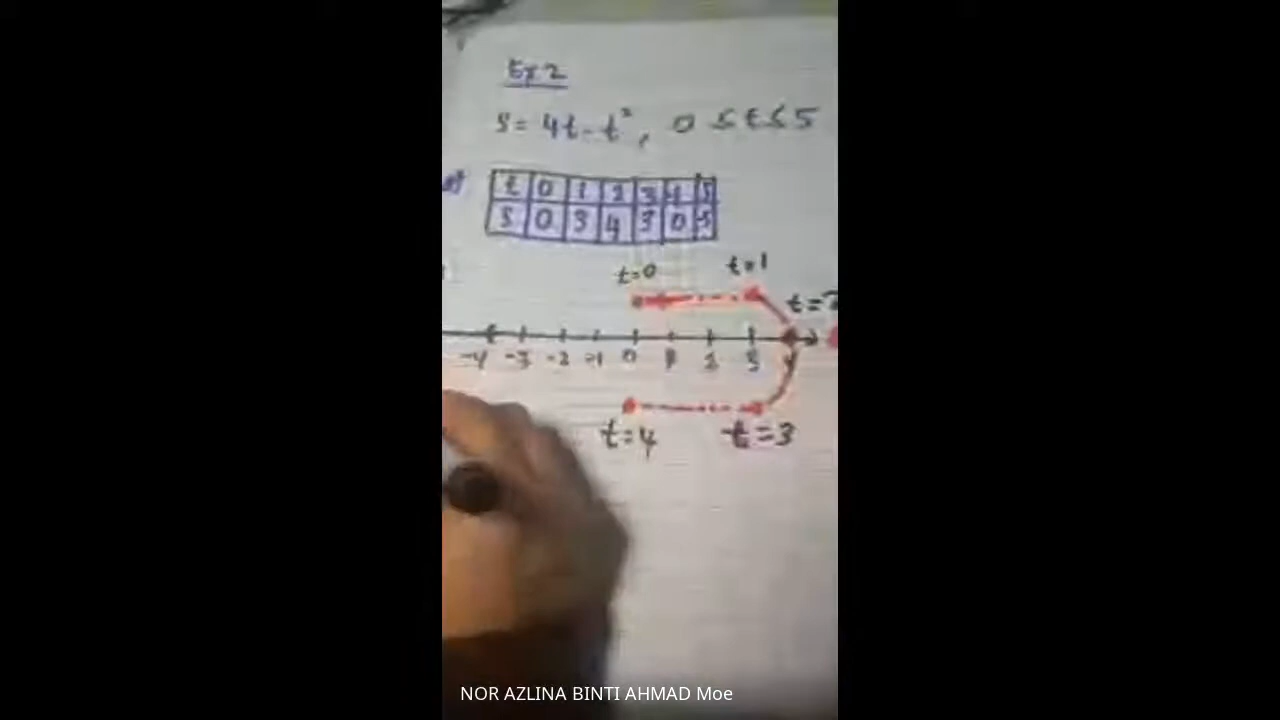 Ex 2
S = 4t - t², 0 ≤ t ≤ 5
a)
t 0 1 2 3 4 5
S 0 3 4 3 0 -5
t=0 t=1
t=2
-4 -3 -2 -1 0 1 2 3 4
t=4 t=3
NOR AZLINA BINTI AHMAD Moe